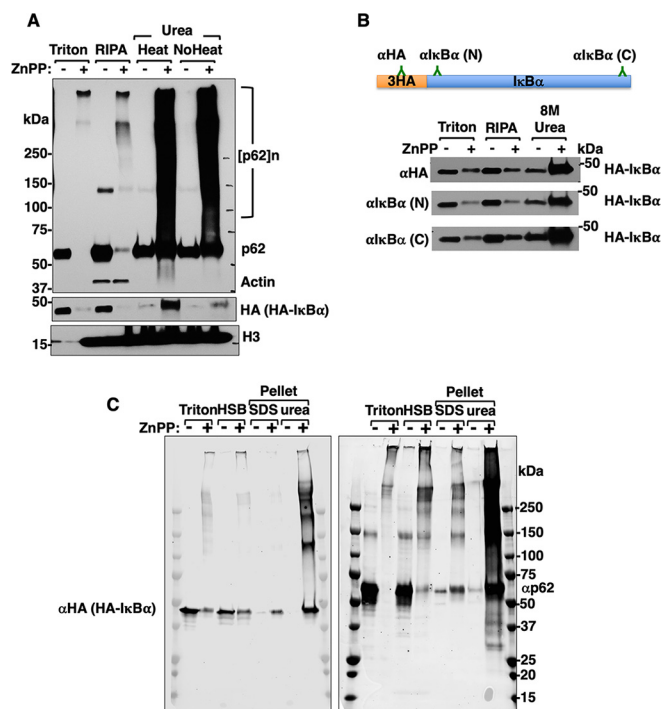 A
Urea
Triton RIPA Heat NoHeat
ZnPP: - + - + - + - +
kDa
250
150
100
75
50
37
50
15
[p62]n
p62
Actin
HA (HA-IκBα)
H3
B
αHA αIκBα (N) αIκBα (C)
3HA IκBα
8M
Triton RIPA Urea
ZnPP - + - + - + kDa
αHA -50 HA-IκBα
αIκBα (N) -50 HA-IκBα
αIκBα (C) -50 HA-IκBα
C
Pellet Pellet
Triton HSB SDS urea Triton HSB SDS urea
ZnPP: - + - + - + - + - + - + - + - +
kDa
-250
-150
-100
-75
αp62
-50
αHA (HA-IκBα)
-37
-25
-20
-15